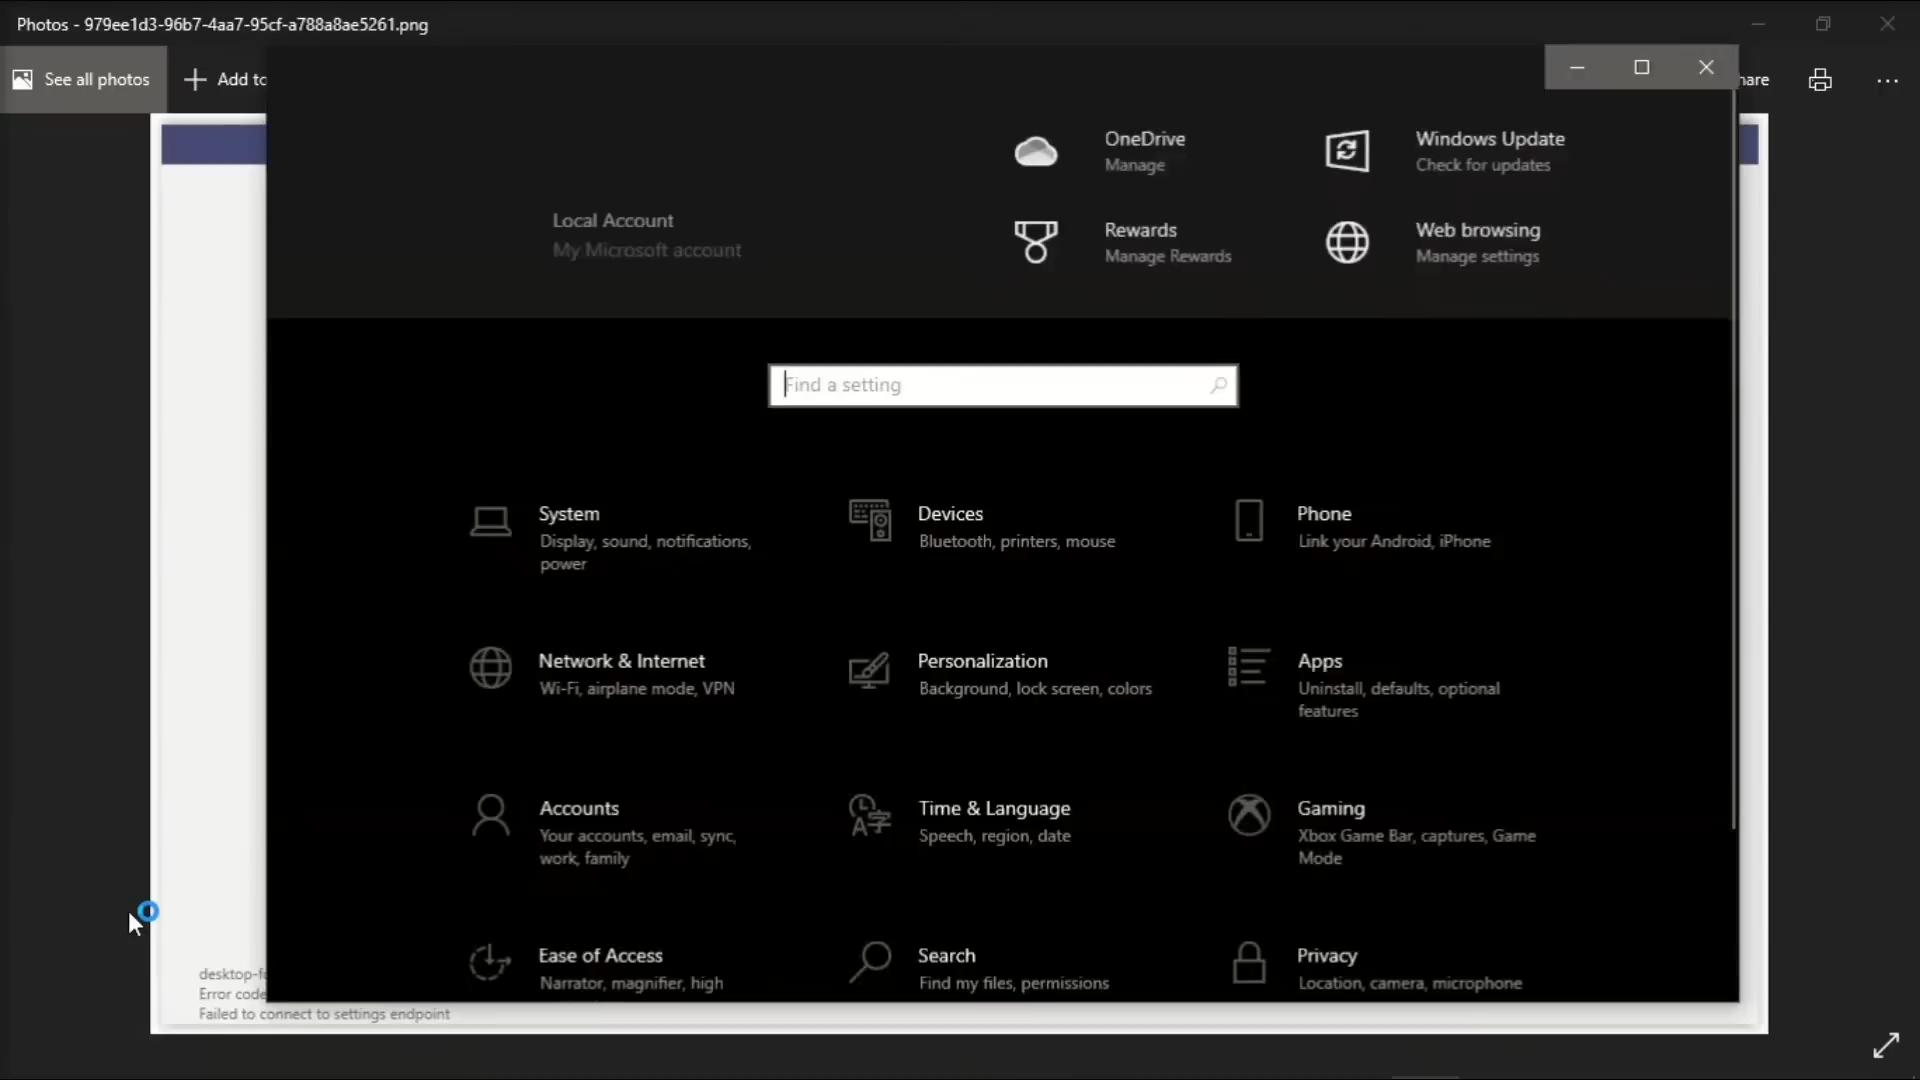 Photos - 979ee1d3-96b7-4aa7-95cf-a788a8ae5261.png
See all photos
Add to
hare
OneDrive
Manage
Windows Update
Check for updates
Local Account
My Microsoft account
Rewards
Manage Rewards
Web browsing
Manage settings
Find a setting
System
Display, sound, notifications,
power
Devices
Bluetooth, printers, mouse
Phone
Link your Android, iPhone
Network & Internet
Wi-Fi, airplane mode, VPN
Personalization
Background, lock screen, colors
Apps
Uninstall, defaults, optional
features
Accounts
Your accounts, email, sync,
work, family
Time & Language
Speech, region, date
Gaming
Xbox Game Bar, captures, Game
Mode
Ease of Access
Narrator, magnifier, high
Search
Find my files, permissions
Privacy
Location, camera, microphone
desktop-f
Error code
Failed to connect to settings endpoint